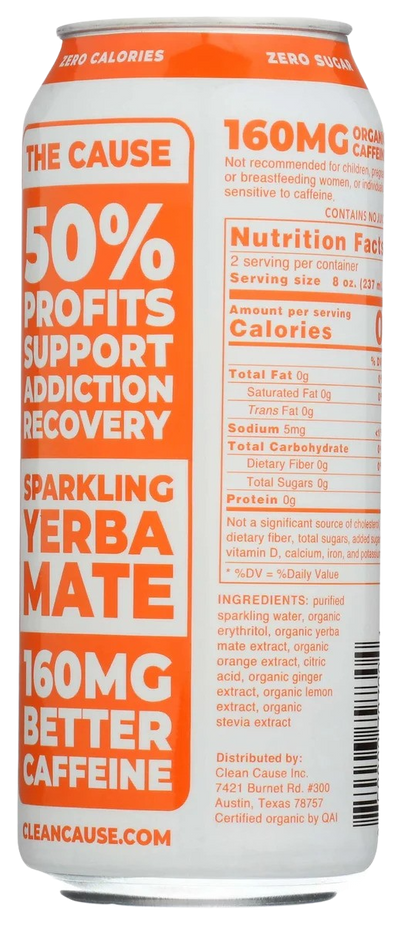 ZERO CALORIES
ZERO SUGAR
THE CAUSE
50%
PROFITS
SUPPORT
ADDICTION
RECOVERY
SPARKLING
YERBA
MATE
160MG
BETTER
CAFFEINE
CLEANCAUSE.COM
160MG
Not recommended for children,
or breastfeeding women, or
sensitive to caffeine.
CONTAINS NO
Nutrition Facts
2 serving per container
Serving size 8 oz. (237
Amount per serving
Calories 0
Total Fat 0g
Saturated Fat 0g
Trans Fat 0g
Sodium 5mg
Total Carbohydrate
Dietary Fiber 0g
Total Sugars 0g
Protein 0g
Not a significant source of
dietary fiber, total sugars, added
vitamin D, calcium, iron, and
* %DV = %Daily Value
INGREDIENTS: purified
sparkling water, organic
erythritol, organic yerba
mate extract, organic
orange extract, citric
acid, organic ginger
extract, organic lemon
extract, organic
stevia extract
Distributed by:
Clean Cause Inc.
7421 Burnet Rd. #300
Austin, Texas 78757
Certified organic by QAI